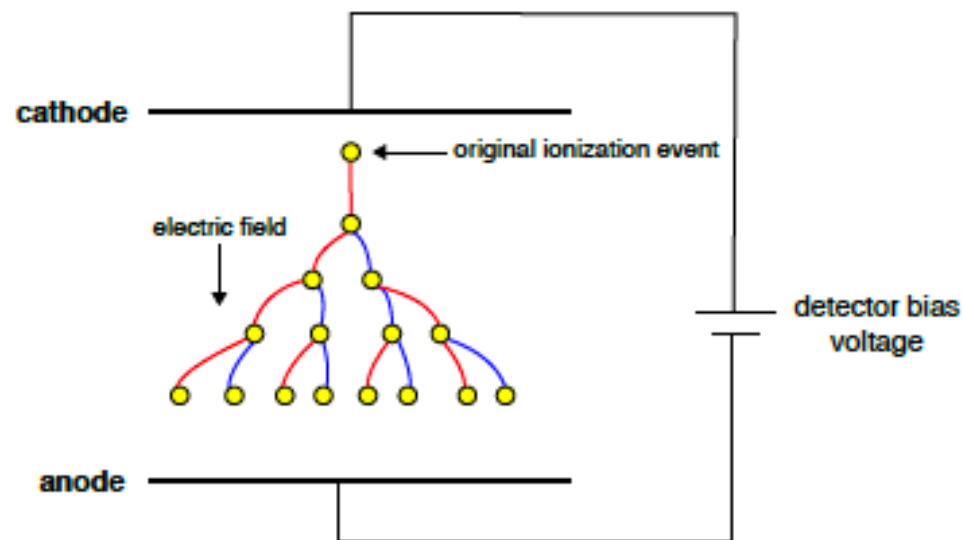 cathode
original ionization event
electric field
detector bias
voltage
anode